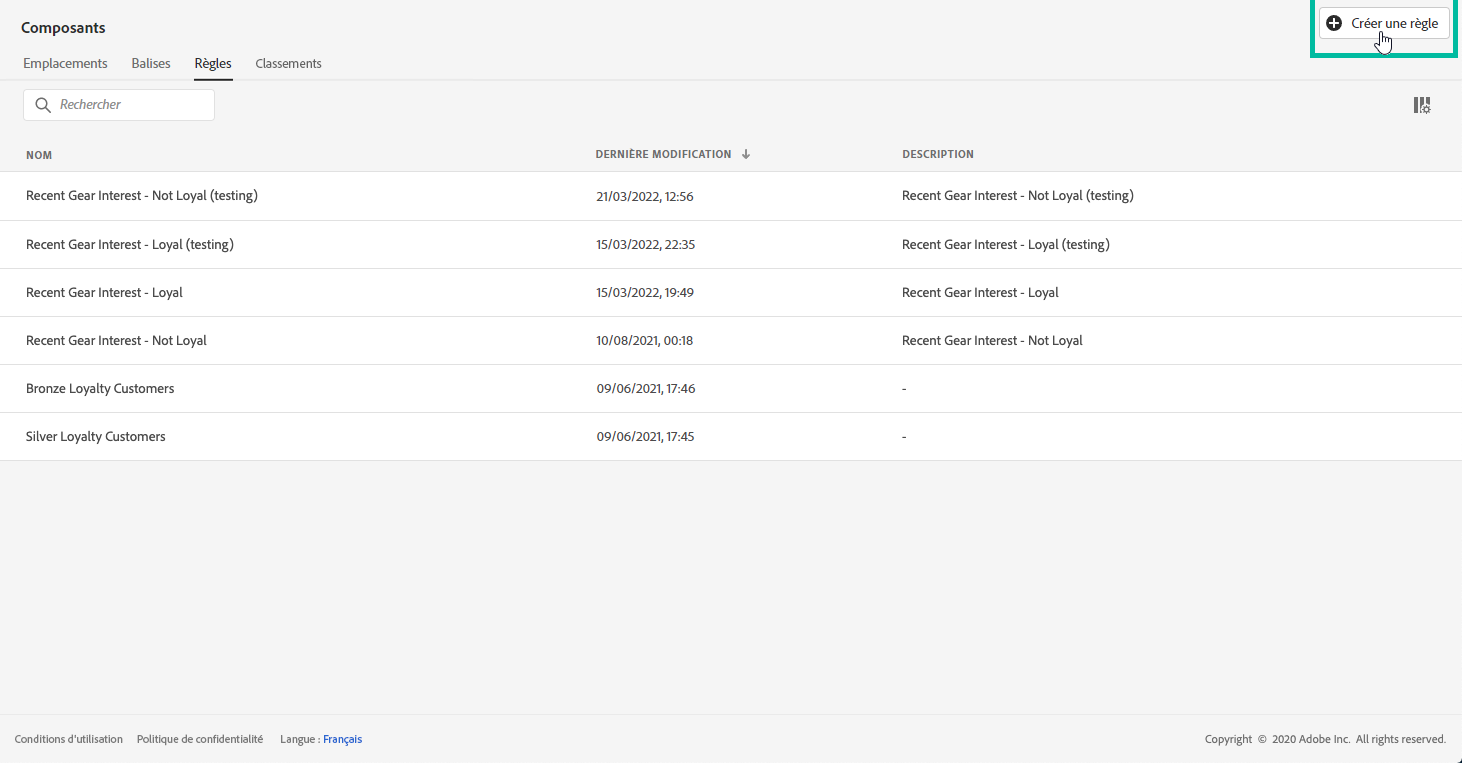 Composants
Créer une règle
Emplacements Balises Règles Classements
Rechercher
NOM DERNIÈRE MODIFICATION DESCRIPTION
Recent Gear Interest - Not Loyal (testing) 21/03/2022, 12:56 Recent Gear Interest - Not Loyal (testing)
Recent Gear Interest - Loyal (testing) 15/03/2022, 22:35 Recent Gear Interest - Loyal (testing)
Recent Gear Interest - Loyal 15/03/2022, 19:49 Recent Gear Interest - Loyal
Recent Gear Interest - Not Loyal 10/08/2021, 00:18 Recent Gear Interest - Not Loyal
Bronze Loyalty Customers 09/06/2021, 17:46 -
Silver Loyalty Customers 09/06/2021, 17:45 -
Conditions d'utilisation Politique de confidentialité Langue : Français Copyright © 2020 Adobe Inc. All rights reserved.